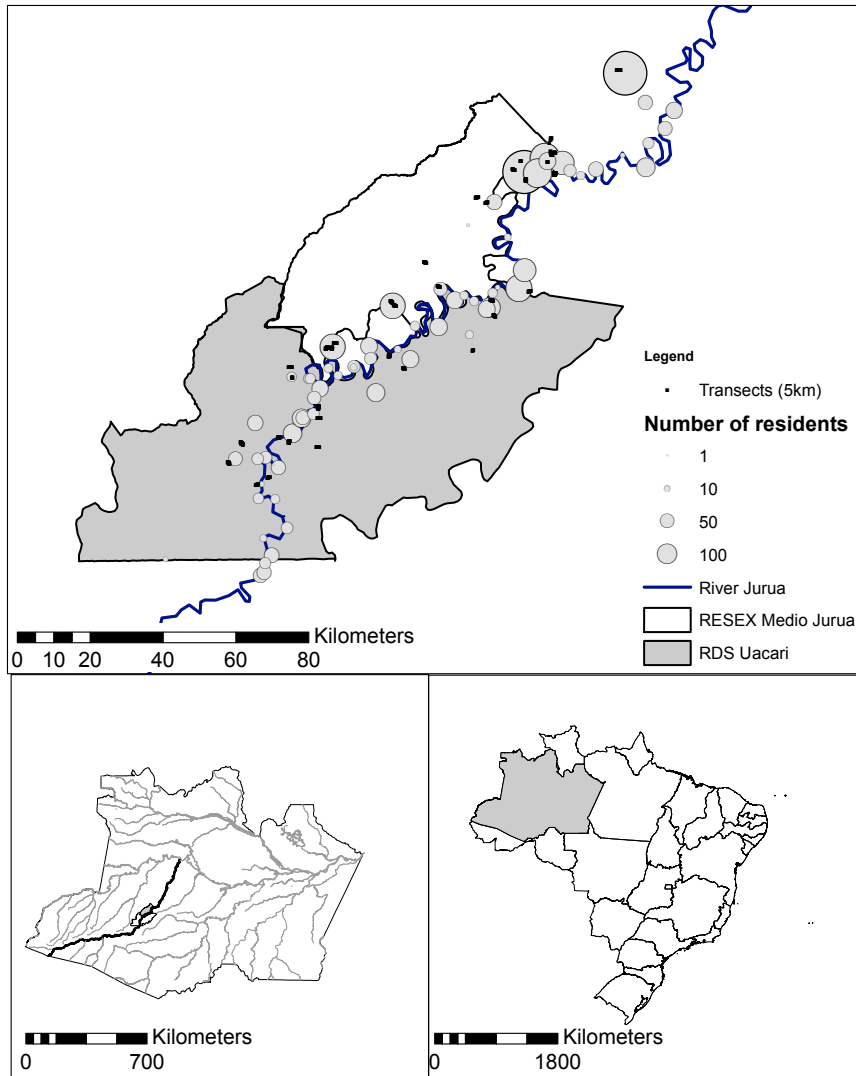 Legend
Transects (5km)
Number of residents
1
10
50
100
River Jurua
RESEX Medio Jurua
RDS Uacari
Kilometers
0 10 20 40 60 80
Kilometers
0 700
Kilometers
0 1800